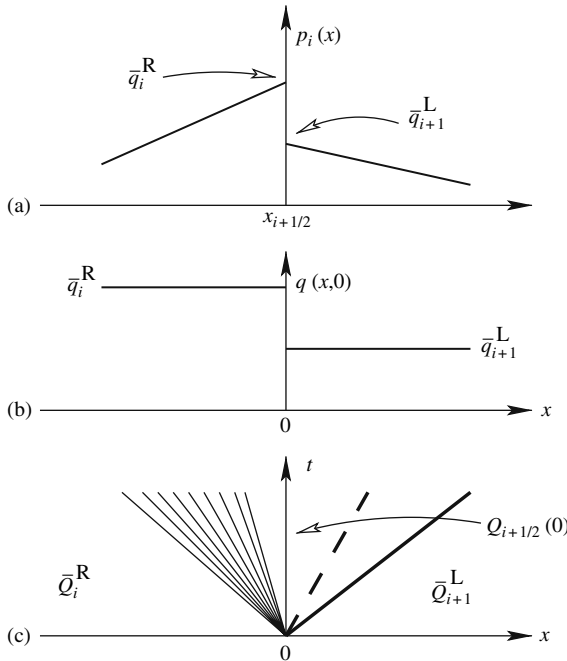 p_i(x)
q̄_i^R
q̄_{i+1}^L
(a)
x_{i+1/2}
q̄_i^R
q(x,0)
q̄_{i+1}^L
(b)
x
0
t
Q_{i+1/2}(0)
Q̄_i^R
Q̄_{i+1}^L
(c)
x
0